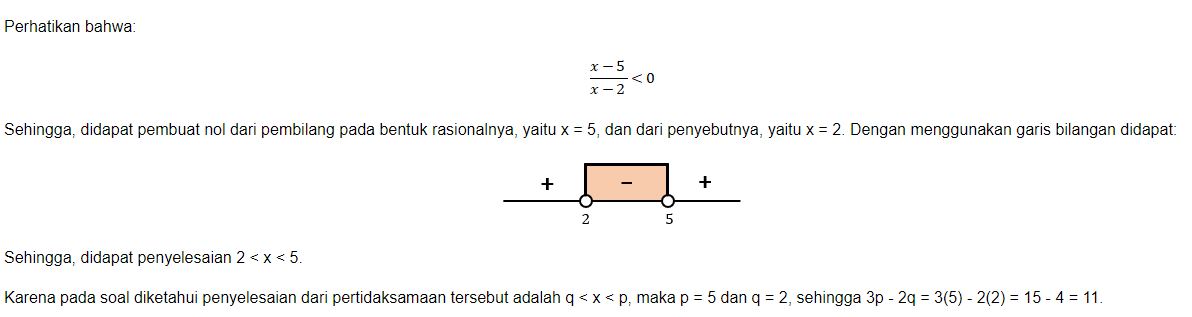 Perhatikan bahwa:
x − 5
x − 2
< 0
Sehingga, didapat pembuat nol dari pembilang pada bentuk rasionalnya, yaitu x = 5, dan dari penyebutnya, yaitu x = 2. Dengan menggunakan garis bilangan didapat:
+ − +
2 5
Sehingga, didapat penyelesaian 2 < x < 5.
Karena pada soal diketahui penyelesaian dari pertidaksamaan tersebut adalah q < x < p, maka p = 5 dan q = 2, sehingga 3p - 2q = 3(5) - 2(2) = 15 - 4 = 11.